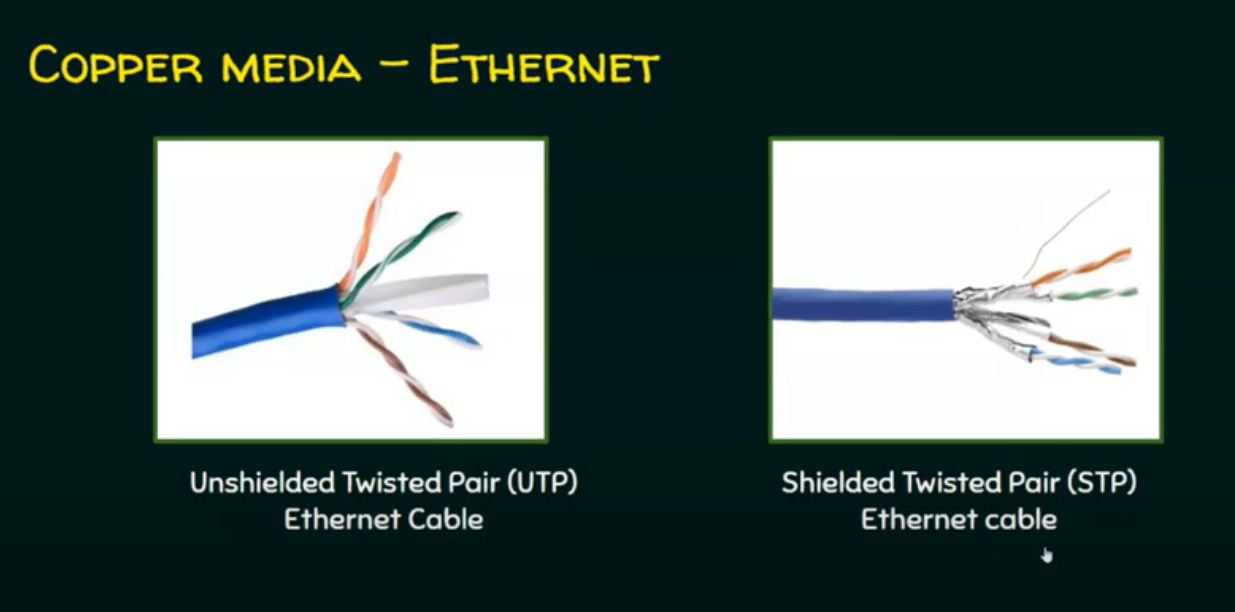 Copper media - Ethernet
Unshielded Twisted Pair (UTP)
Ethernet Cable
Shielded Twisted Pair (STP)
Ethernet cable